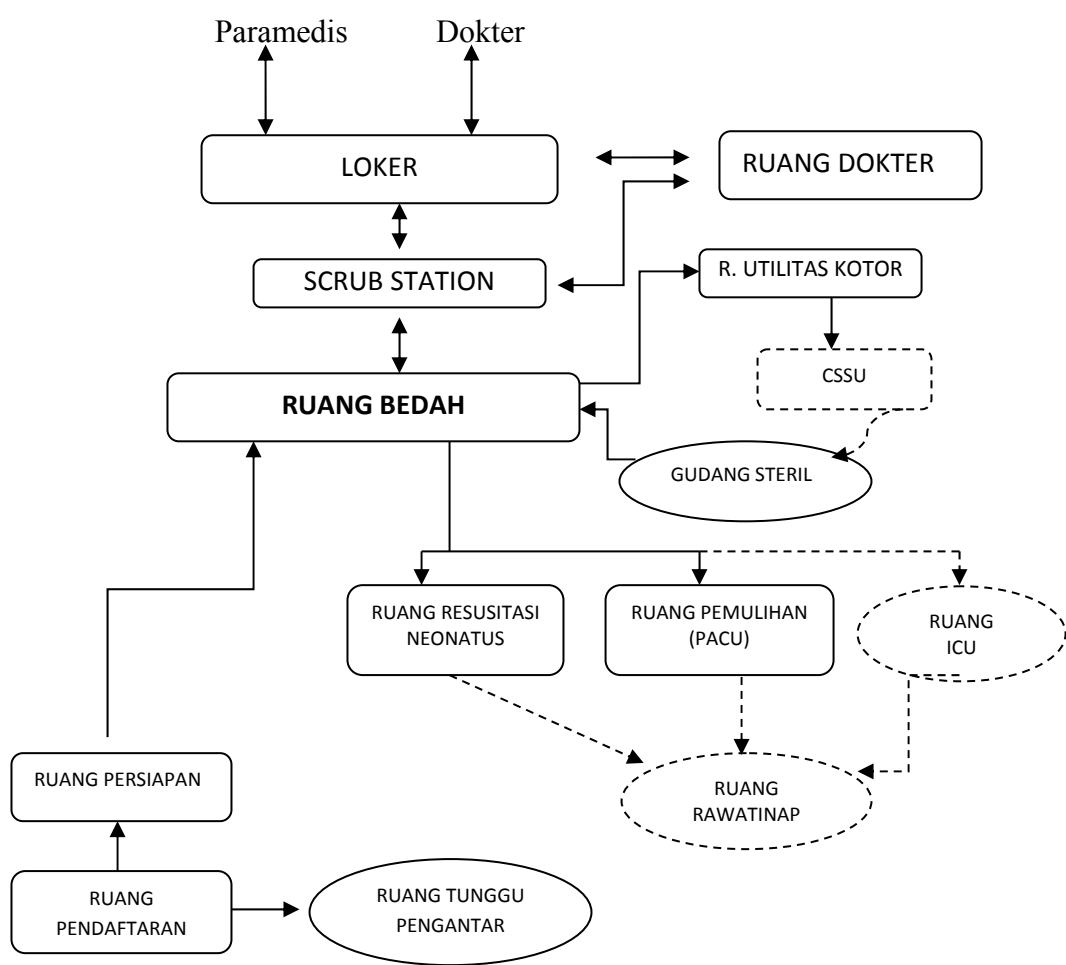 Paramedis
Dokter
LOKER
RUANG DOKTER
SCRUB STATION
R. UTILITAS KOTOR
CSSU
RUANG BEDAH
GUDANG STERIL
RUANG RESUSITASI
NEONATUS
RUANG PEMULIHAN
(PACU)
RUANG
ICU
RUANG PERSIAPAN
RUANG
RAWATINAP
RUANG
PENDAFTARAN
RUANG TUNGGU
PENGANTAR